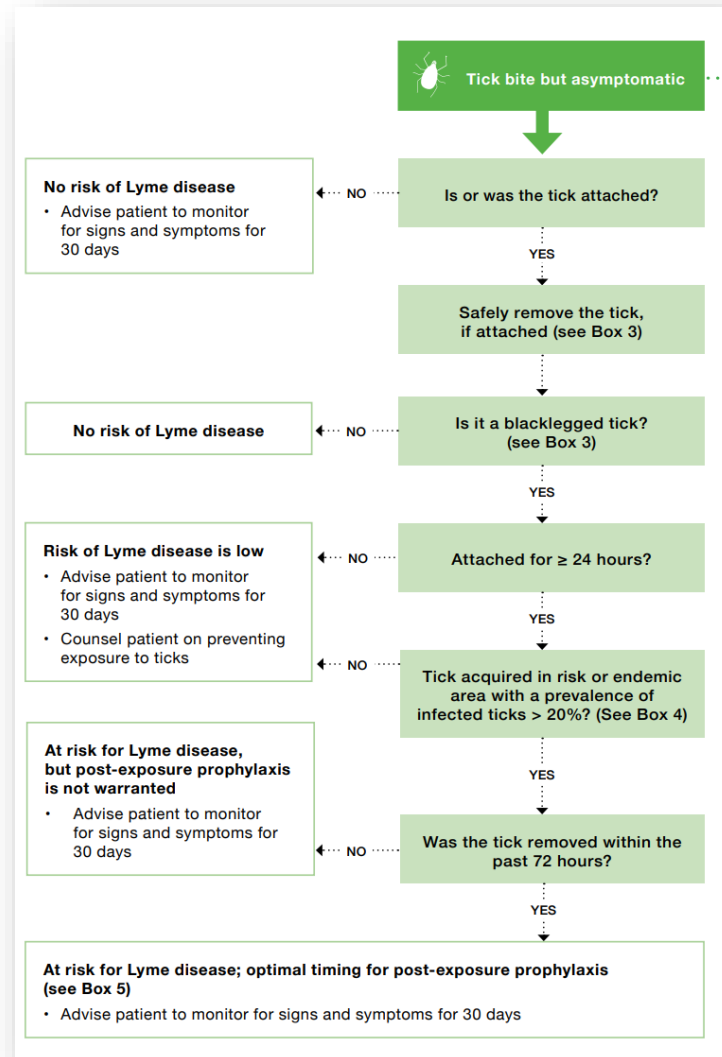 Tick bite but asymptomatic
No risk of Lyme disease
• Advise patient to monitor
for signs and symptoms for
30 days
NO
Is or was the tick attached?
YES
Safely remove the tick,
if attached (see Box 3)
No risk of Lyme disease
NO
Is it a blacklegged tick?
(see Box 3)
YES
Risk of Lyme disease is low
• Advise patient to monitor
for signs and symptoms for
30 days
• Counsel patient on preventing
exposure to ticks
NO
Attached for ≥ 24 hours?
YES
NO
Tick acquired in risk or endemic
area with a prevalence of
infected ticks > 20%? (See Box 4)
YES
At risk for Lyme disease,
but post-exposure prophylaxis
is not warranted
• Advise patient to monitor
for signs and symptoms for
30 days
NO
Was the tick removed within the
past 72 hours?
YES
At risk for Lyme disease; optimal timing for post-exposure prophylaxis
(see Box 5)
• Advise patient to monitor for signs and symptoms for 30 days